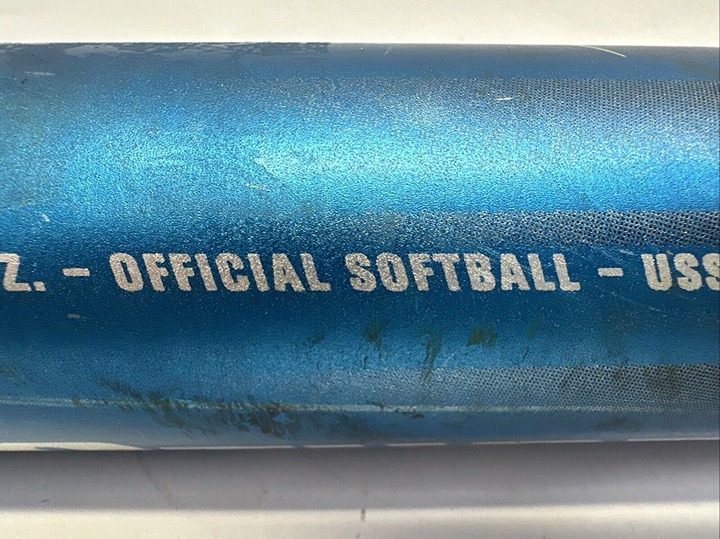 Z. – OFFICIAL SOFTBALL – USS